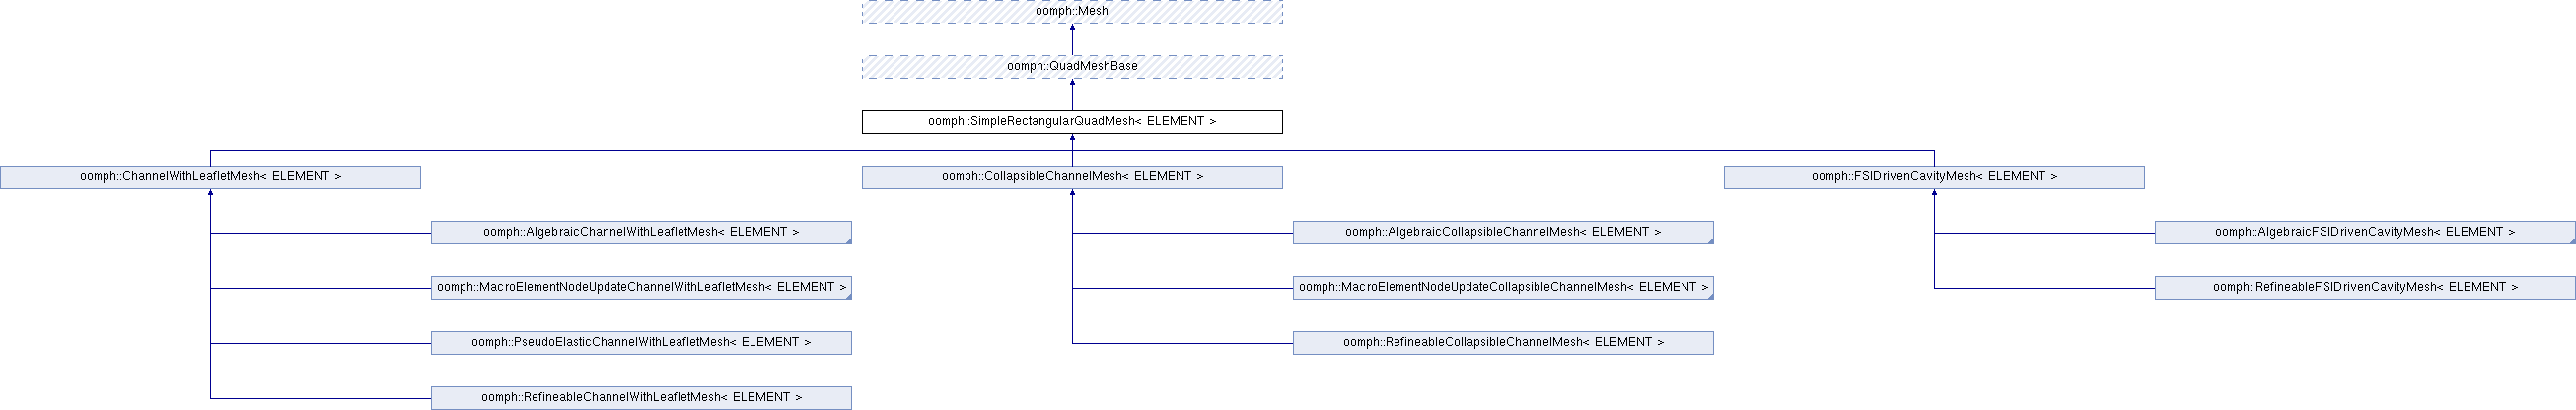 oomph::Mesh
oomph::QuadMeshBase
oomph::SimpleRectangularQuadMesh< ELEMENT >
oomph::ChannelWithLeafletMesh< ELEMENT >
oomph::CollapsibleChannelMesh< ELEMENT >
oomph::FSIDrivenCavityMesh< ELEMENT >
oomph::AlgebraicChannelWithLeafletMesh< ELEMENT >
oomph::AlgebraicCollapsibleChannelMesh< ELEMENT >
oomph::AlgebraicFSIDrivenCavityMesh< ELEMENT >
oomph::MacroElementNodeUpdateChannelWithLeafletMesh< ELEMENT >
oomph::MacroElementNodeUpdateCollapsibleChannelMesh< ELEMENT >
oomph::RefineableFSIDrivenCavityMesh< ELEMENT >
oomph::PseudoElasticChannelWithLeafletMesh< ELEMENT >
oomph::RefineableCollapsibleChannelMesh< ELEMENT >
oomph::RefineableChannelWithLeafletMesh< ELEMENT >